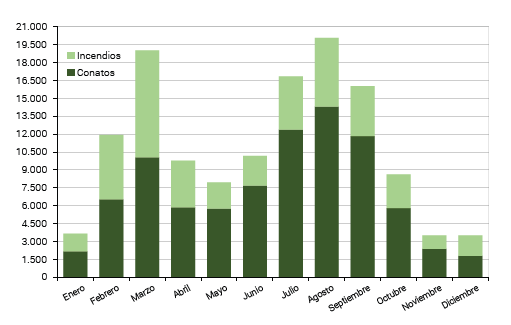 21.000
19.500
18.000
16.500
15.000
13.500
12.000
10.500
9.000
7.500
6.000
4.500
3.000
1.500
0
Incendios
Conatos
Enero
Febrero
Marzo
Abril
Mayo
Junio
Julio
Agosto
Septiembre
Octubre
Noviembre
Diciembre